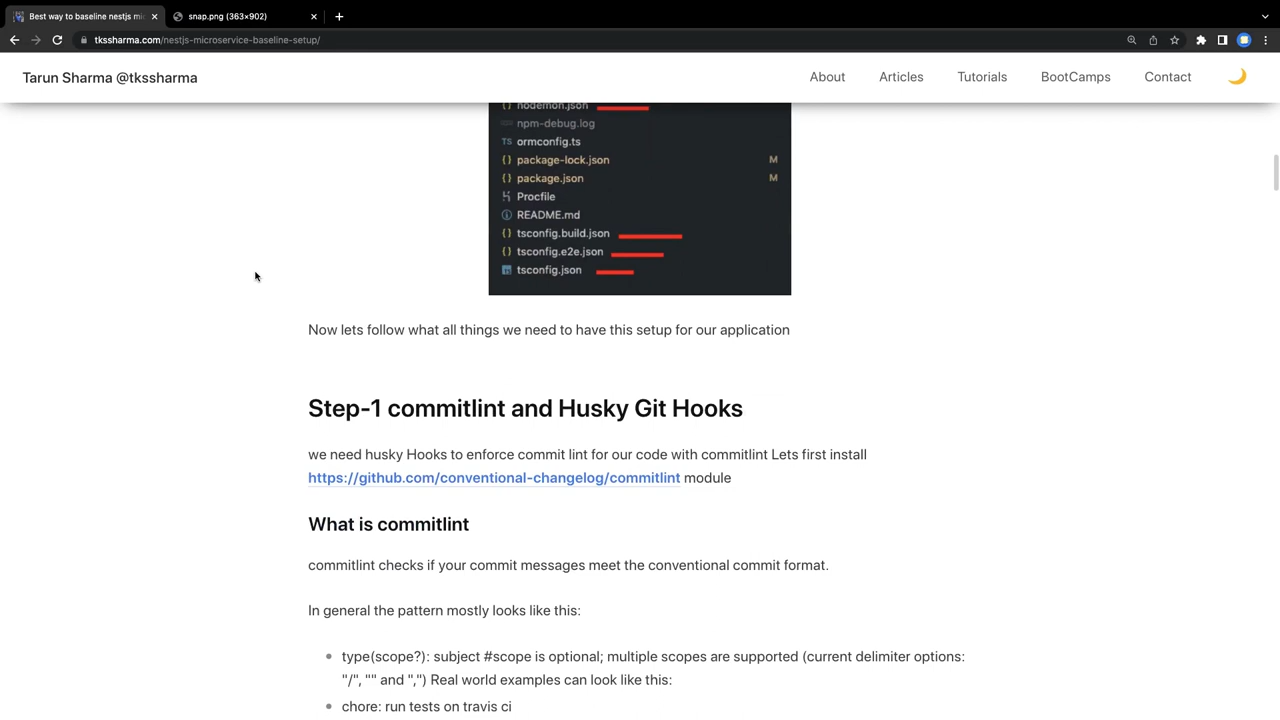 Best way to baseline nestjs mi
snap.png (363×902)
tkssharma.com/nestjs-microservice-baseline-setup/
Tarun Sharma @tkssharma
About
Articles
Tutorials
BootCamps
Contact
nodemon.json
npm-debug.log
TS ormconfig.ts
{} package-lock.json M
{} package.json M
Procfile
README.md
{} tsconfig.build.json
{} tsconfig.e2e.json
tsconfig.json
Now lets follow what all things we need to have this setup for our application
Step-1 commitlint and Husky Git Hooks
we need husky Hooks to enforce commit lint for our code with commitlint Lets first install
https://github.com/conventional-changelog/commitlint module
What is commitlint
commitlint checks if your commit messages meet the conventional commit format.
In general the pattern mostly looks like this:
type(scope?): subject #scope is optional; multiple scopes are supported (current delimiter options:
"/", "" and ",") Real world examples can look like this:
chore: run tests on travis ci